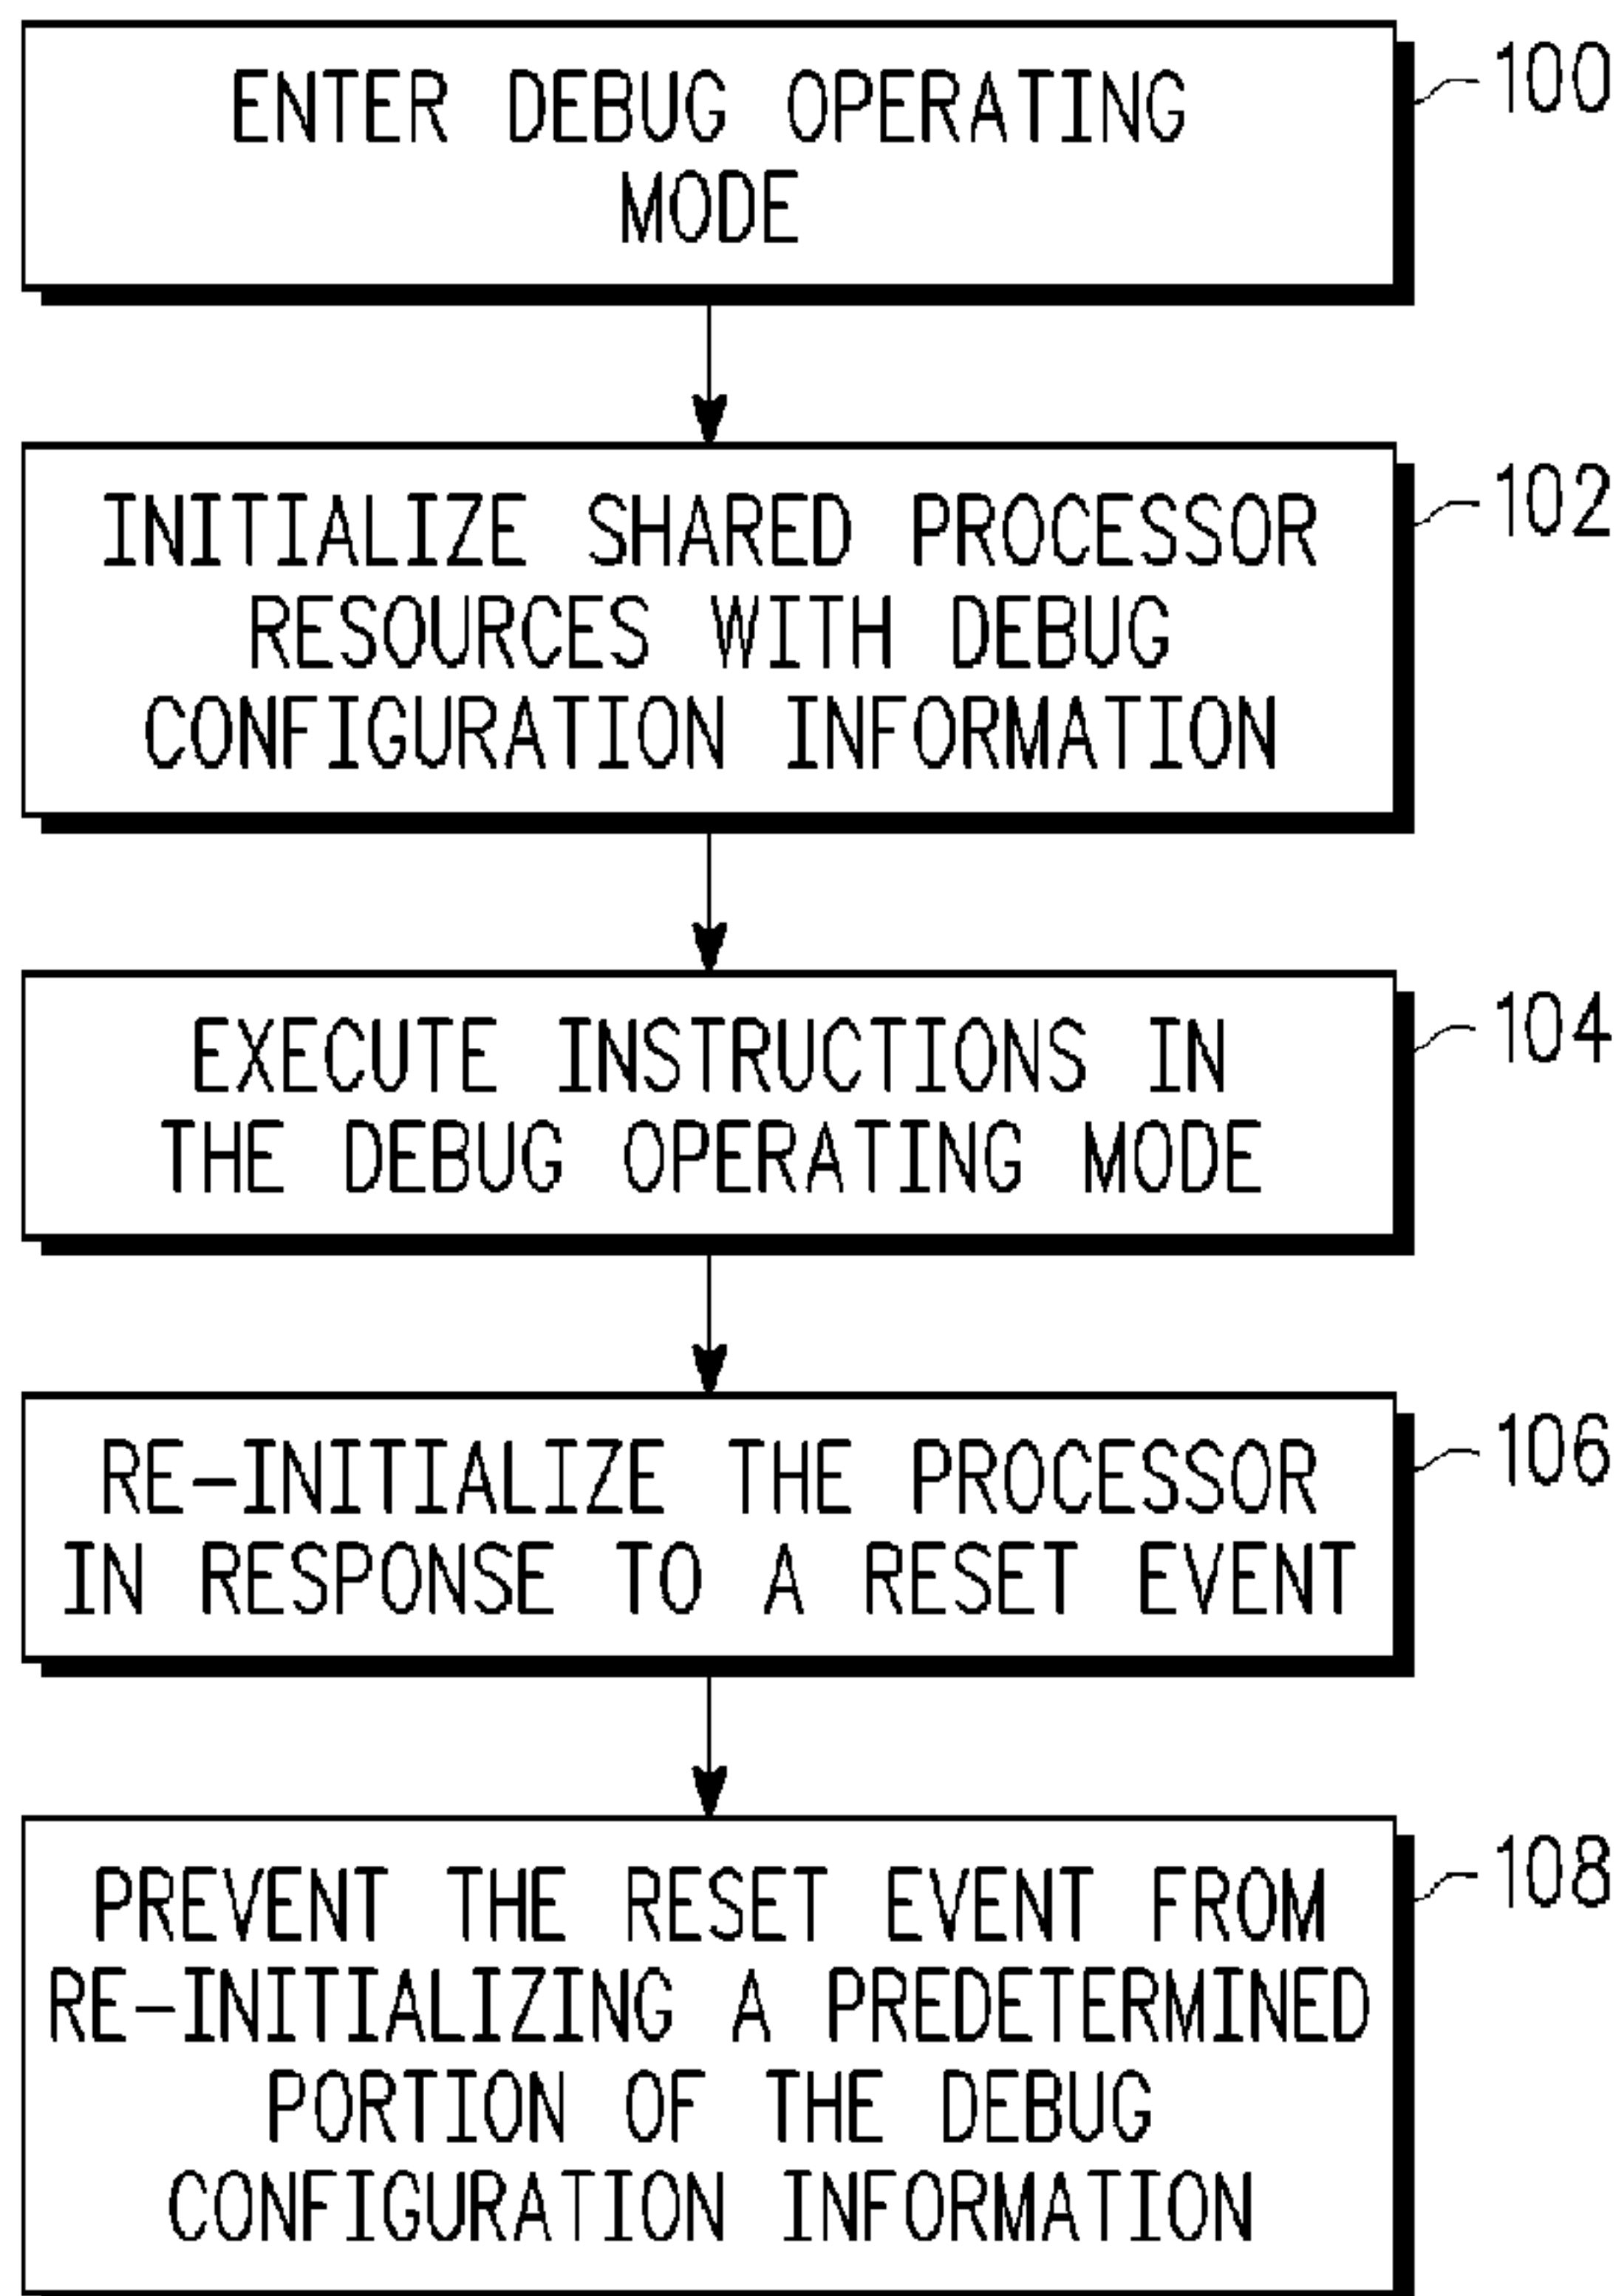 ENTER DEBUG OPERATING
MODE
100
INITIALIZE SHARED PROCESSOR
RESOURCES WITH DEBUG
CONFIGURATION INFORMATION
102
EXECUTE INSTRUCTIONS IN
THE DEBUG OPERATING MODE
104
RE-INITIALIZE THE PROCESSOR
IN RESPONSE TO A RESET EVENT
106
PREVENT THE RESET EVENT FROM
RE-INITIALIZING A PREDETERMINED
PORTION OF THE DEBUG
CONFIGURATION INFORMATION
108